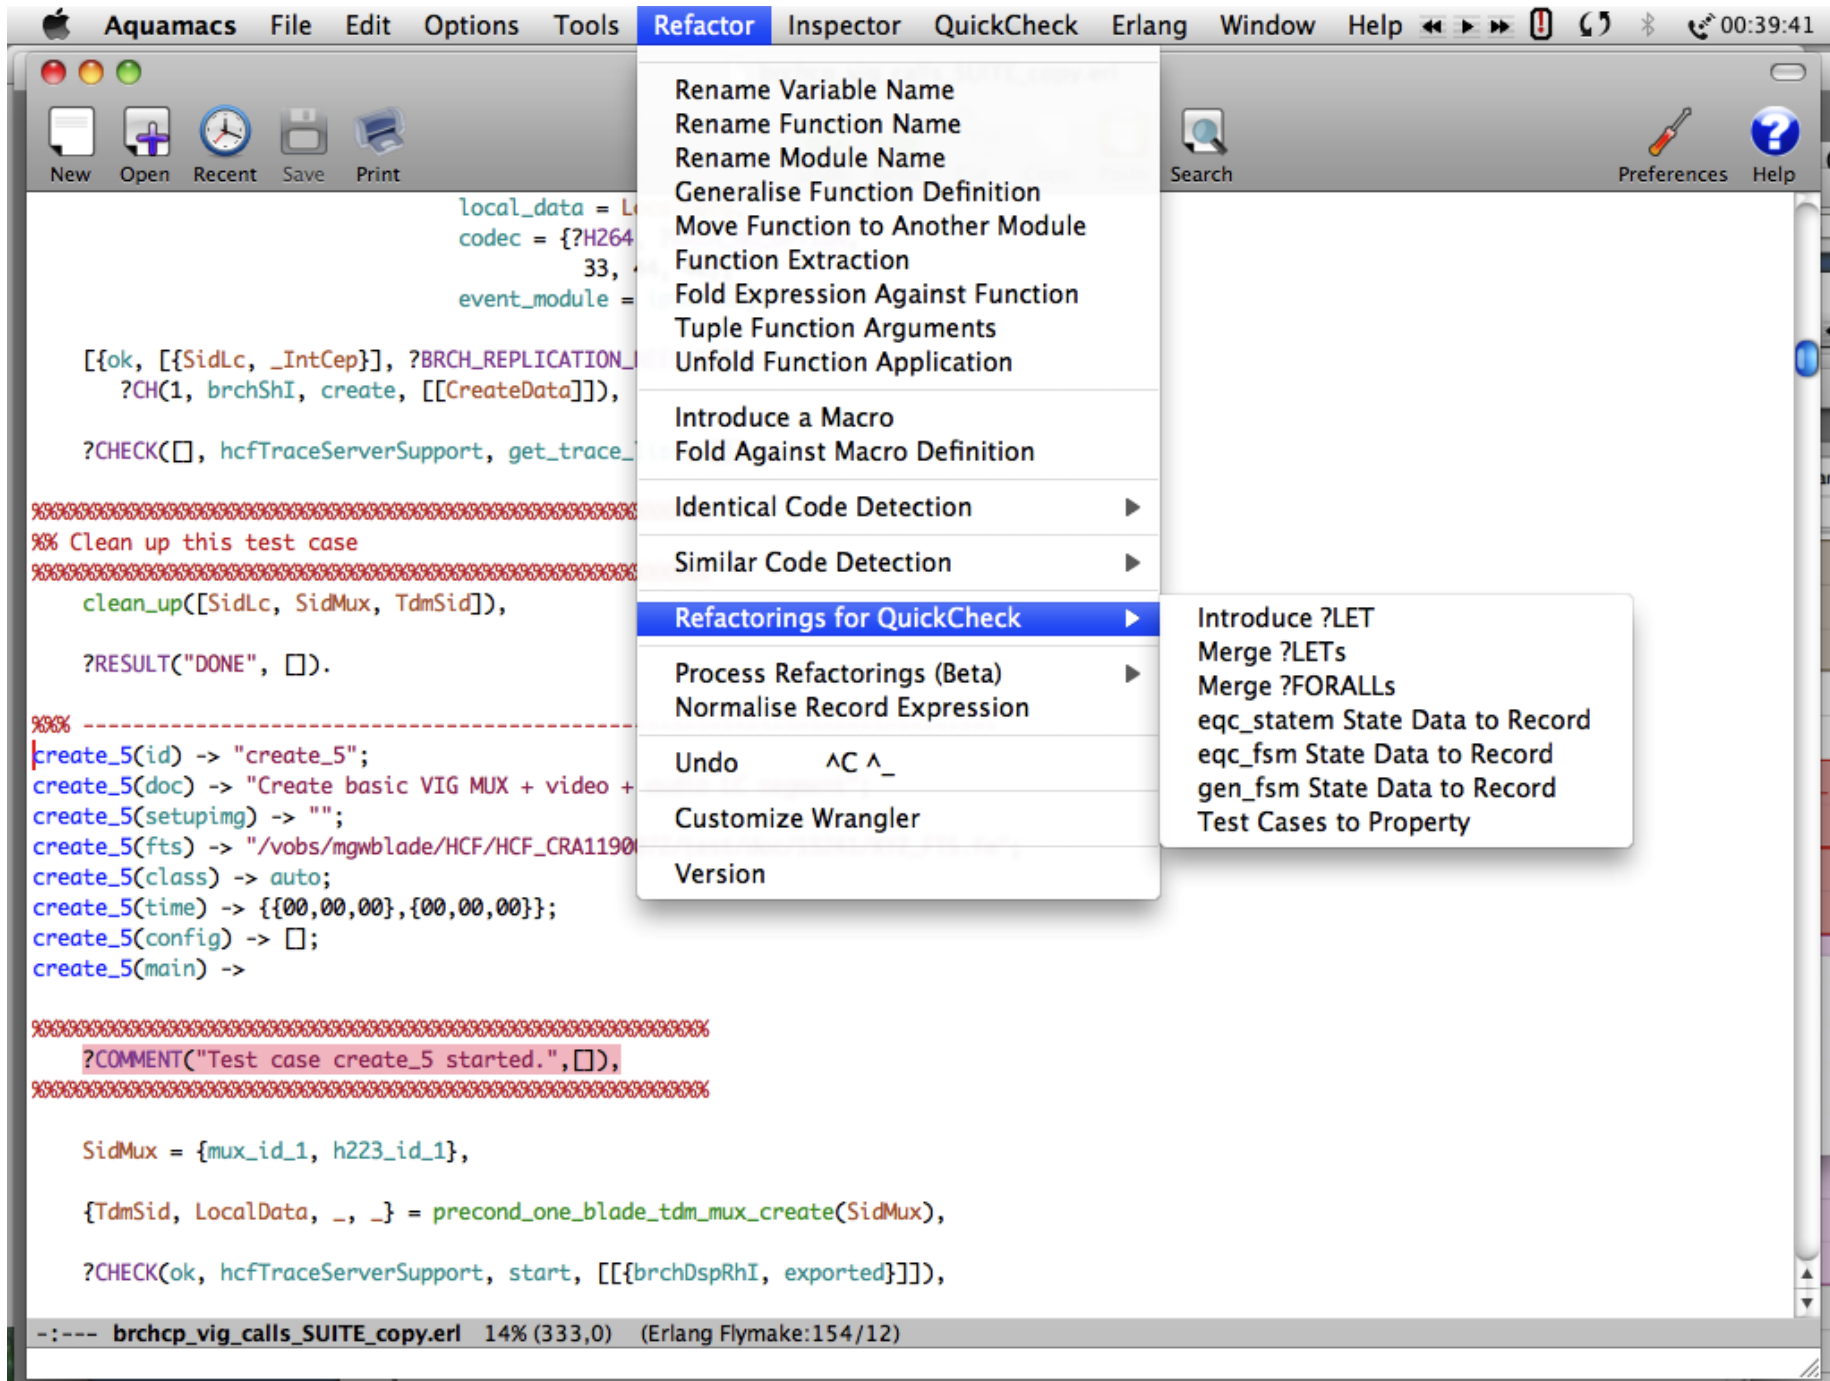 Aquamacs File Edit Options Tools Refactor Inspector QuickCheck Erlang Window Help 00:39:41
New Open Recent Save Print Search Preferences Help
Rename Variable Name
Rename Function Name
Rename Module Name
Generalise Function Definition
Move Function to Another Module
Function Extraction
Fold Expression Against Function
Tuple Function Arguments
Unfold Function Application
Introduce a Macro
Fold Against Macro Definition
Identical Code Detection
Similar Code Detection
Refactorings for QuickCheck
Process Refactorings (Beta)
Normalise Record Expression
Undo ^C ^_
Customize Wrangler
Version
Introduce ?LET
Merge ?LETs
Merge ?FORALLs
eqc_statem State Data to Record
eqc_fsm State Data to Record
gen_fsm State Data to Record
Test Cases to Property
local_data =
codec = {?H264
33,
event_module =
[{ok, [{SidLc, _IntCep}], ?BRCH_REPLICATION_
?CH(1, brchShI, create, [[CreateData]]),
?CHECK([], hcfTraceServerSupport, get_trace_
%% Clean up this test case
clean_up([SidLc, SidMux, TdmSid]),
?RESULT("DONE", []).
%%% --------------------------------------------
create_5(id) -> "create_5";
create_5(doc) -> "Create basic VIG MUX + video +
create_5(setupimg) -> "";
create_5(fts) -> "/vobs/mgwblade/HCF/HCF_CRA11900
create_5(class) -> auto;
create_5(time) -> {{00,00,00},{00,00,00}};
create_5(config) -> [];
create_5(main) ->
%%%%%%%%%%%%%%%%%%%%%%%%%%%%%%%%%%%%%%%%%%%%%%%%%%%%%%
?COMMENT("Test case create_5 started.",[]),
%%%%%%%%%%%%%%%%%%%%%%%%%%%%%%%%%%%%%%%%%%%%%%%%%%%%%%
SidMux = {mux_id_1, h223_id_1},
{TdmSid, LocalData, _, _} = precond_one_blade_tdm_mux_create(SidMux),
?CHECK(ok, hcfTraceServerSupport, start, [[{brchDspRhI, exported}]]),
-:--- brchcp_vig_calls_SUITE_copy.erl 14% (333,0) (Erlang Flymake:154/12)